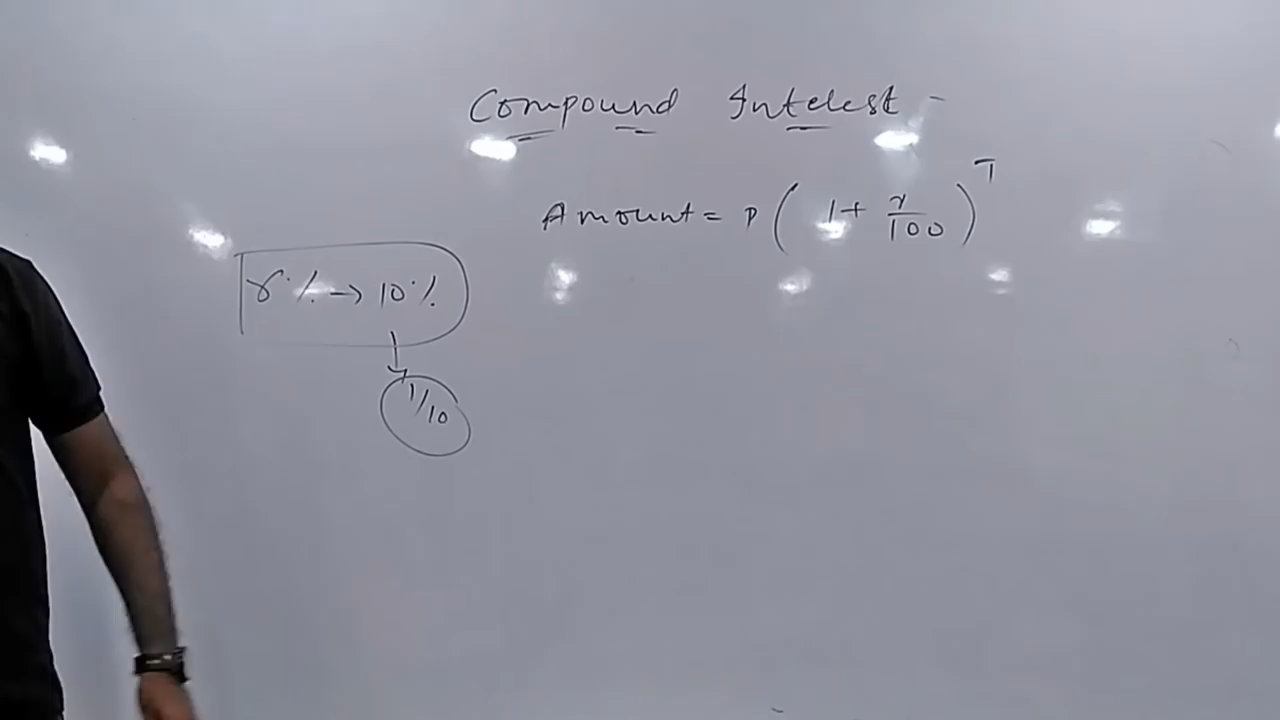 Compound Interest -
Amount = P ( 1 + r/100 )^T
r% → 10%
1/10